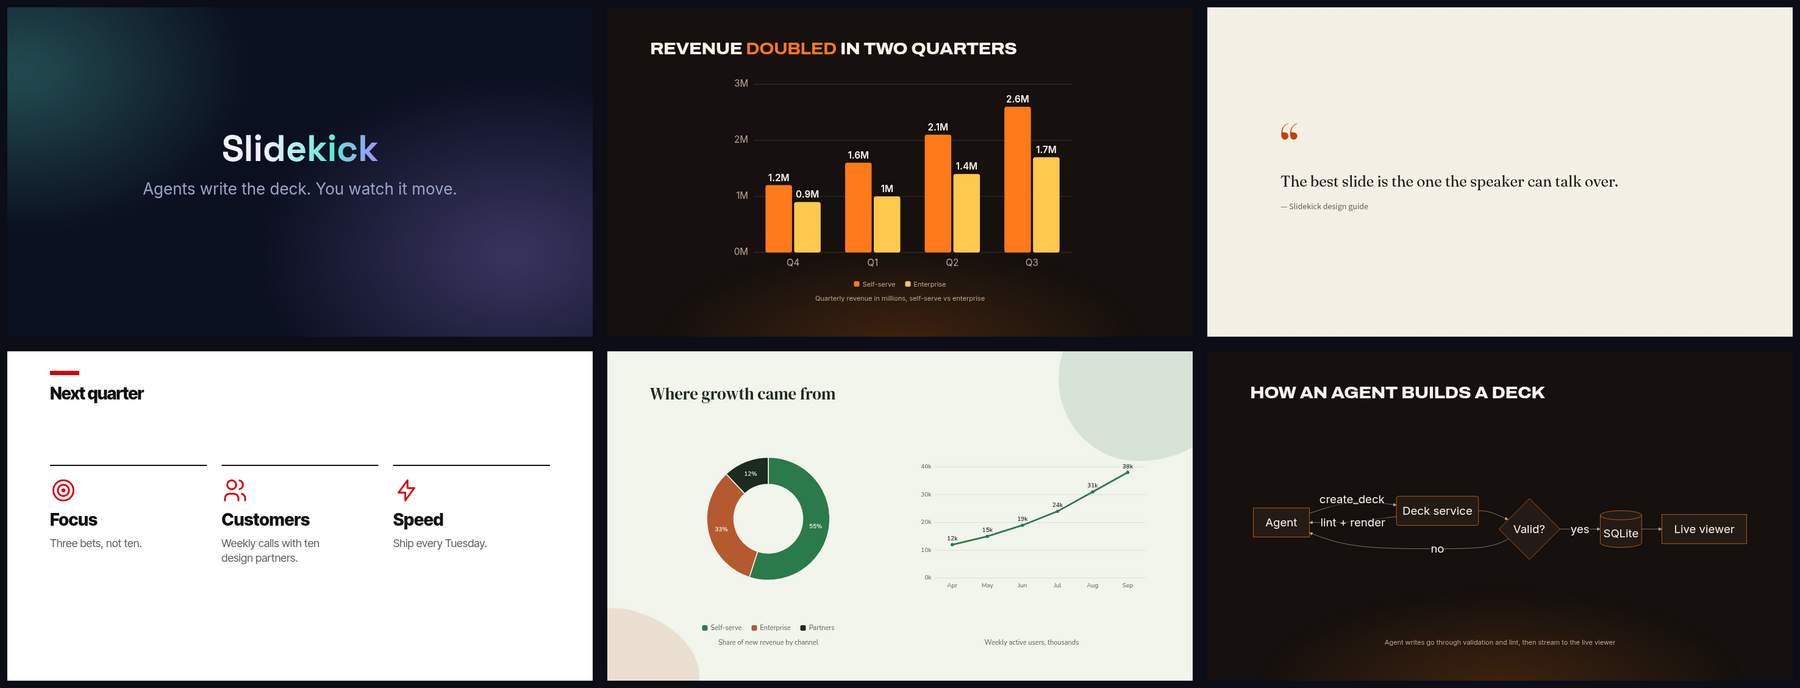 Slidekick
Agents write the deck. You watch it move.
REVENUE DOUBLED IN TWO QUARTERS
3M
2M
1M
0M
1.2M
0.9M
1.6M
1M
2.1M
1.4M
2.6M
1.7M
Q4
Q1
Q2
Q3
Self-serve
Enterprise
Quarterly revenue in millions, self-serve vs enterprise
“
The best slide is the one the speaker can talk over.
— Slidekick design guide
Next quarter
Focus
Three bets, not ten.
Customers
Weekly calls with ten
design partners.
Speed
Ship every Tuesday.
Where growth came from
12%
33%
55%
Self-serve
Enterprise
Partners
Share of new revenue by channel
40k
30k
20k
10k
0k
12k
15k
19k
24k
31k
38k
Apr
May
Jun
Jul
Aug
Sep
Weekly active users, thousands
HOW AN AGENT BUILDS A DECK
Agent
create_deck
lint + render
no
Deck service
Valid?
yes
SQLite
Live viewer
Agent writes go through validation and lint, then stream to the live viewer